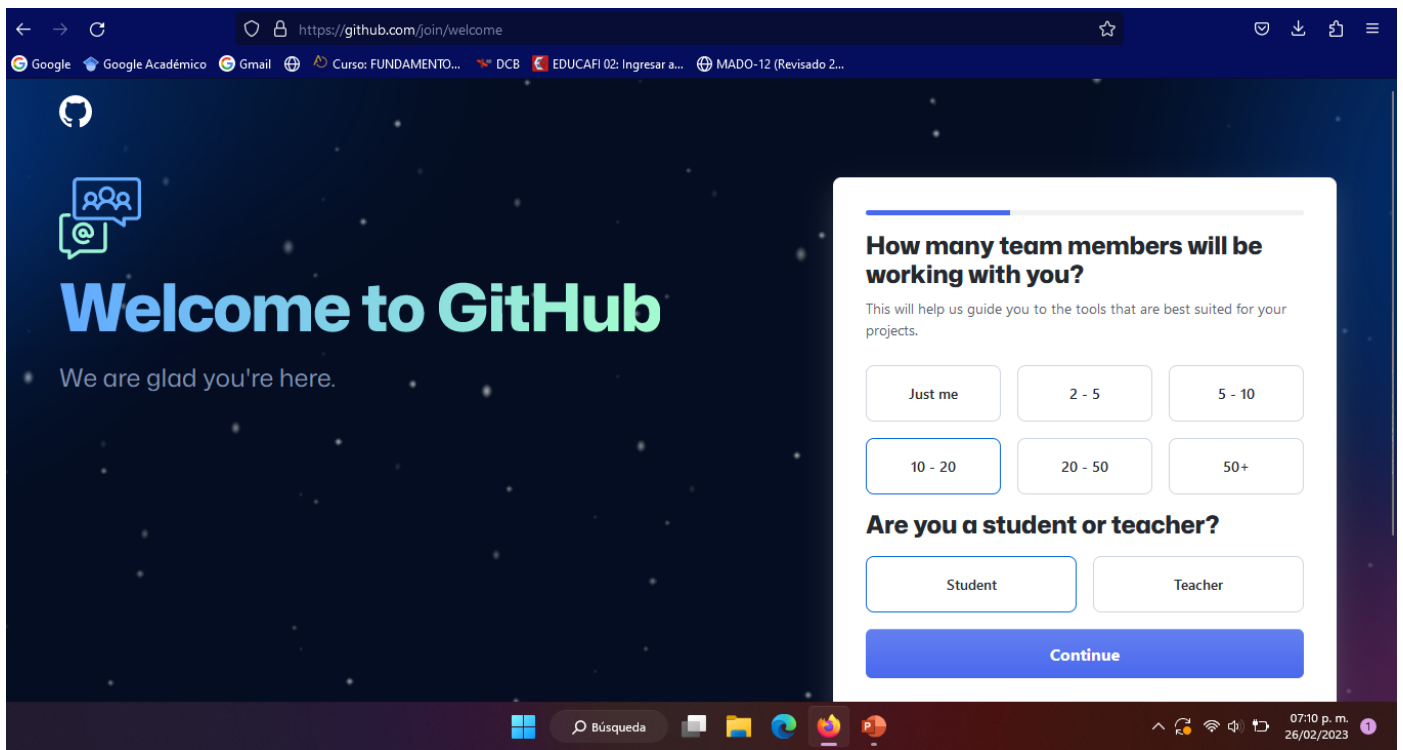 https://github.com/join/welcome
Google Google Académico Gmail Curso: FUNDAMENTO... DCB EDUCAFI 02: Ingresar a... MADO-12 (Revisado 2...
Welcome to GitHub
We are glad you're here.
How many team members will be
working with you?
This will help us guide you to the tools that are best suited for your
projects.
Just me 2 - 5 5 - 10
10 - 20 20 - 50 50+
Are you a student or teacher?
Student Teacher
Continue
Búsqueda
07:10 p. m.
26/02/2023
1